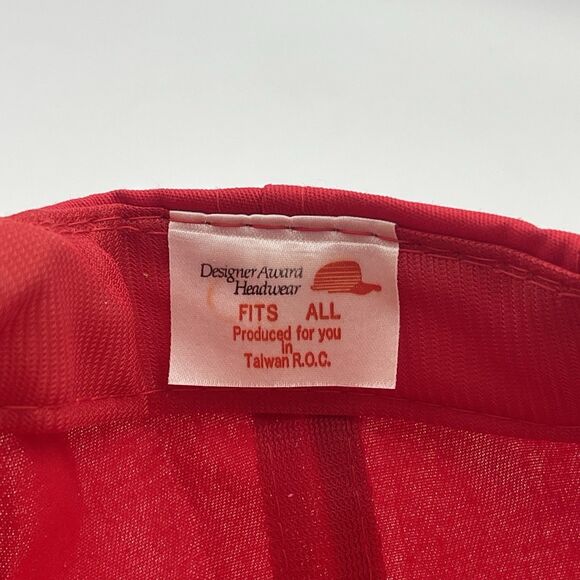 Designer Award
Headwear
FITS ALL
Produced for you
in
Taiwan R.O.C.